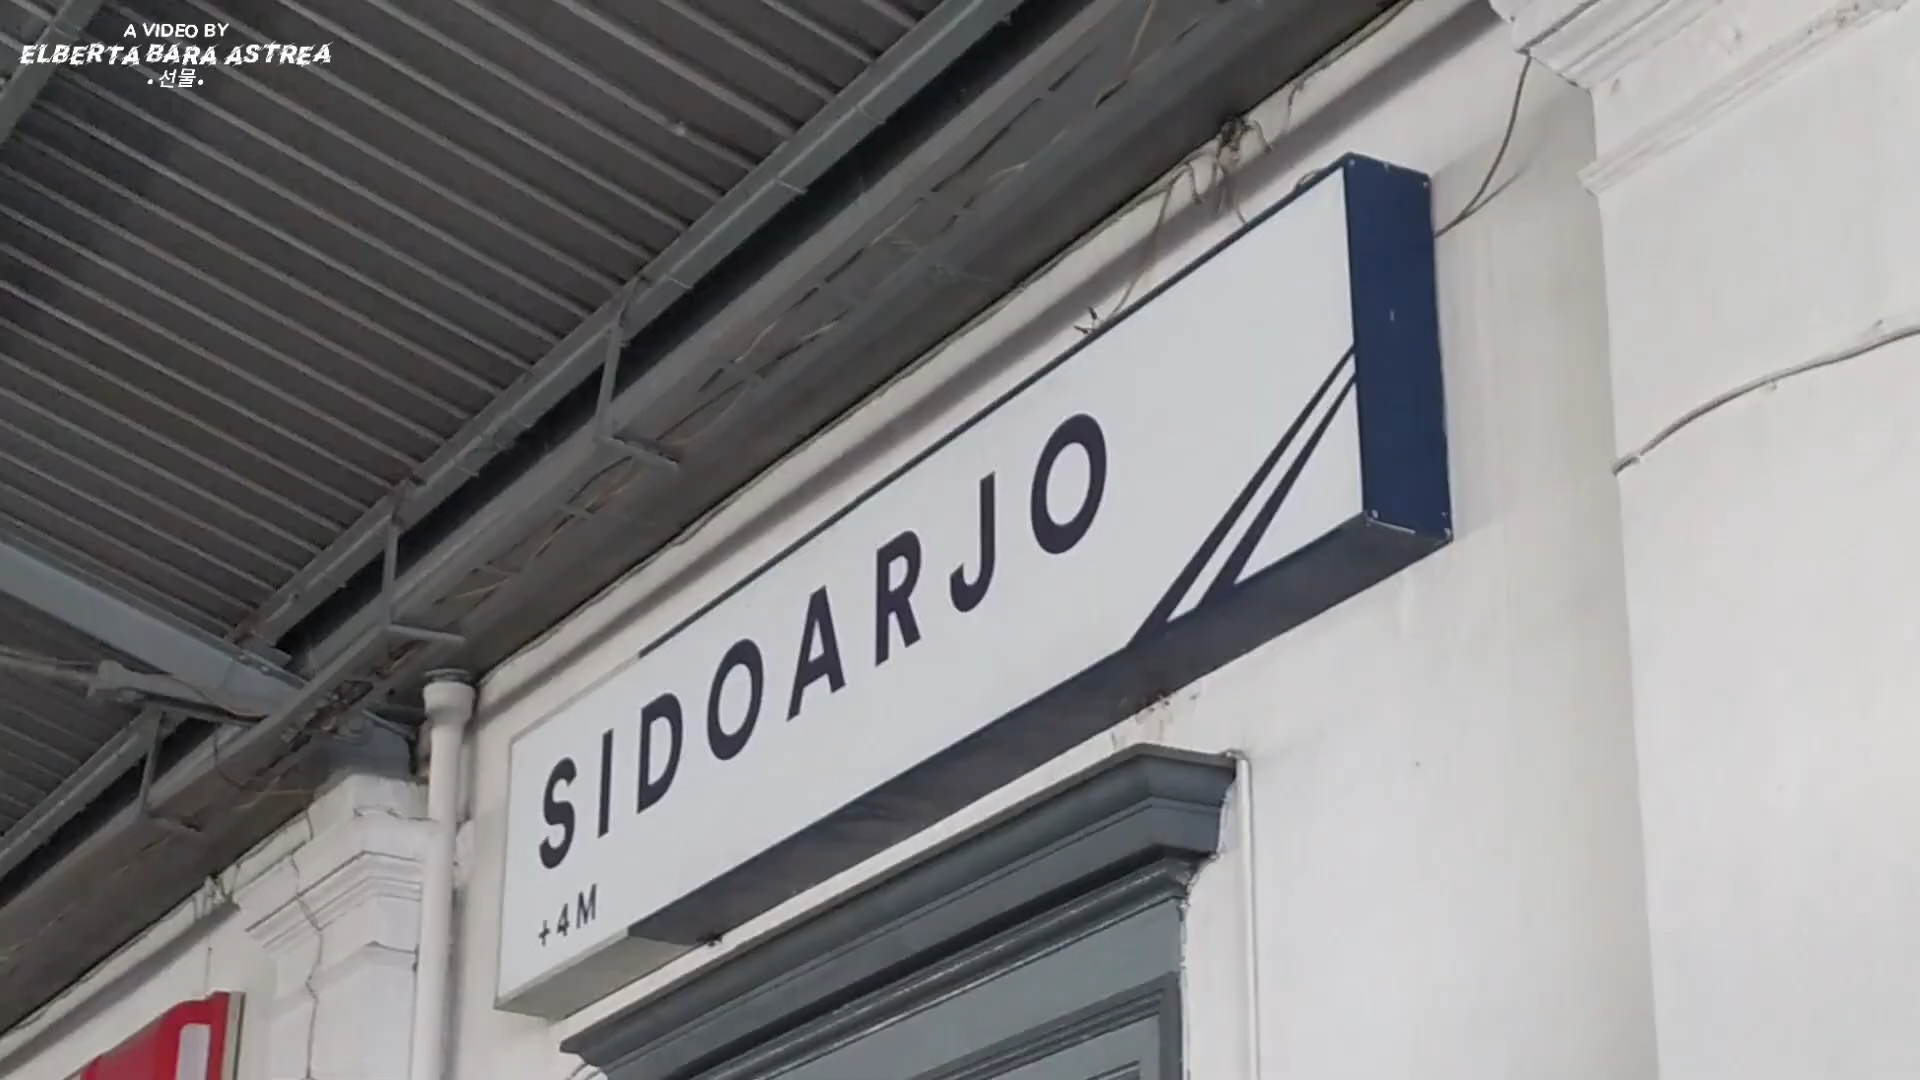 A VIDEO BY
ELBERTA BARA ASTREA
•선물•
SIDOARJO
+4M